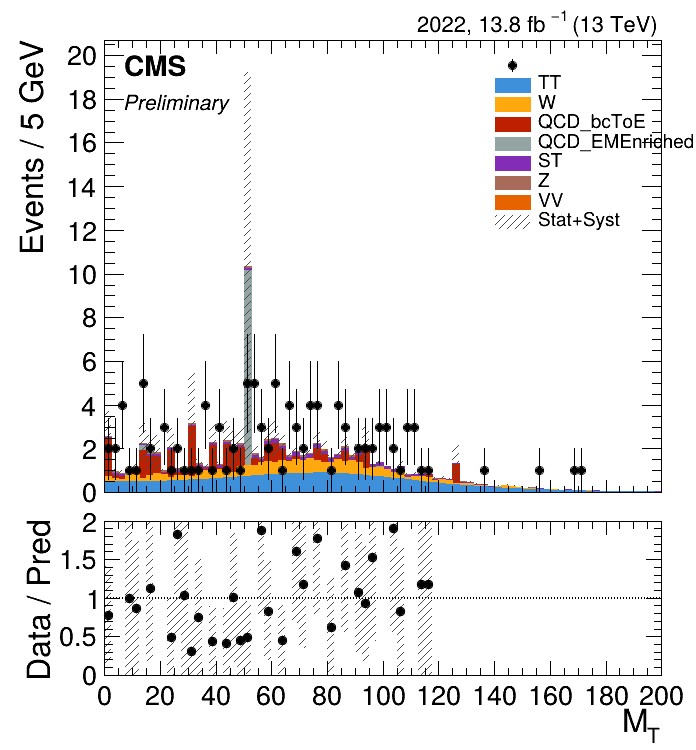 2022, 13.8 fb⁻¹ (13 TeV)
Events / 5 GeV
20
18
16
14
12
10
8
6
4
2
0
CMS
Preliminary
TT
W
QCD_bcToE
QCD_EMEnriched
ST
Z
VV
Stat+Syst
Data / Pred
2
1.5
1
0.5
0
0 20 40 60 80 100 120 140 160 180 200
M_T